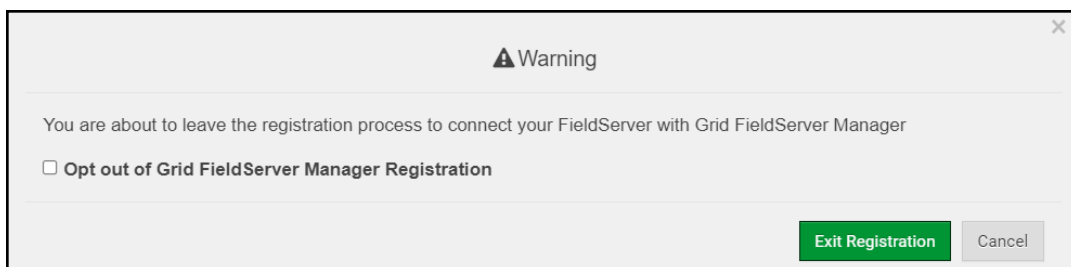 Warning
You are about to leave the registration process to connect your FieldServer with Grid FieldServer Manager
Opt out of Grid FieldServer Manager Registration
Exit Registration Cancel